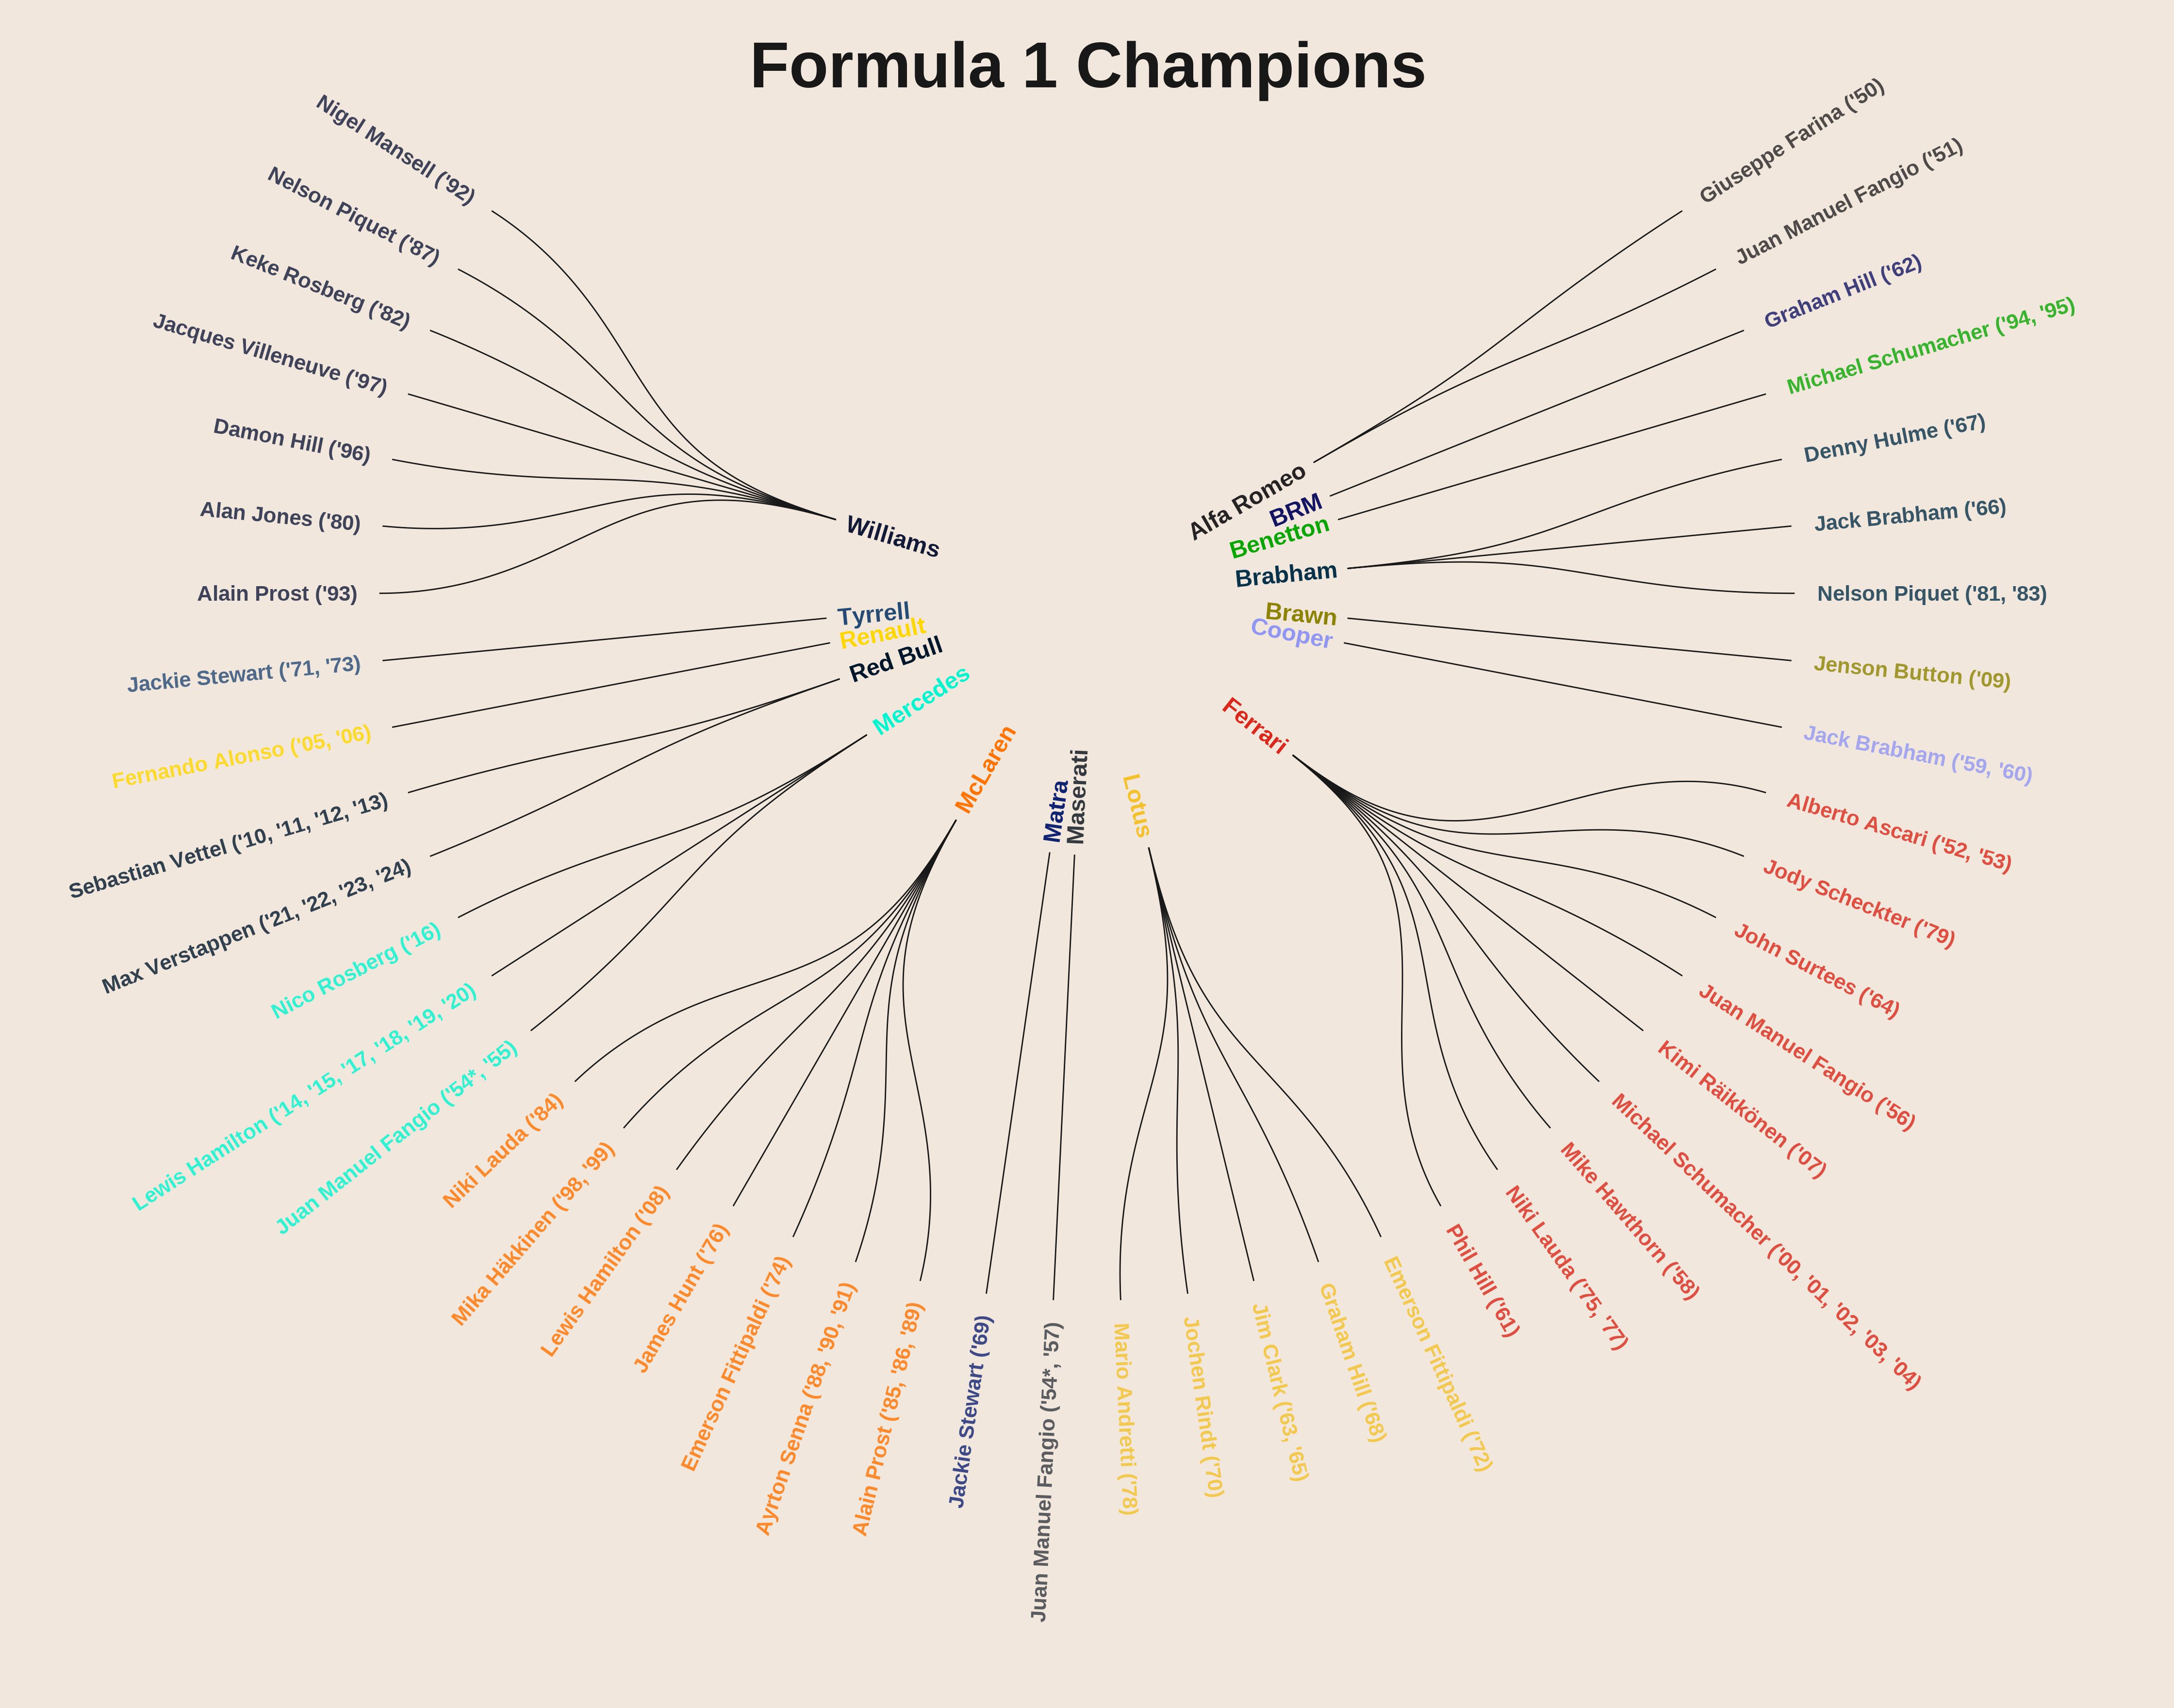 Formula 1 Champions
Alfa Romeo
Giuseppe Farina ('50)
Juan Manuel Fangio ('51)
BRM
Graham Hill ('62)
Benetton
Michael Schumacher ('94, '95)
Brabham
Denny Hulme ('67)
Jack Brabham ('66)
Nelson Piquet ('81, '83)
Brawn
Jenson Button ('09)
Cooper
Jack Brabham ('59, '60)
Ferrari
Alberto Ascari ('52, '53)
Jody Scheckter ('79)
John Surtees ('64)
Juan Manuel Fangio ('56)
Kimi Räikkönen ('07)
Michael Schumacher ('00, '01, '02, '03, '04)
Mike Hawthorn ('58)
Niki Lauda ('75, '77)
Phil Hill ('61)
Lotus
Emerson Fittipaldi ('72)
Graham Hill ('68)
Jim Clark ('63, '65)
Jochen Rindt ('70)
Mario Andretti ('78)
Maserati
Juan Manuel Fangio ('54*, '57)
Matra
Jackie Stewart ('69)
McLaren
Alain Prost ('85, '86, '89)
Ayrton Senna ('88, '90, '91)
Emerson Fittipaldi ('74)
James Hunt ('76)
Lewis Hamilton ('08)
Mika Häkkinen ('98, '99)
Niki Lauda ('84)
Mercedes
Juan Manuel Fangio ('54*, '55)
Lewis Hamilton ('14, '15, '17, '18, '19, '20)
Nico Rosberg ('16)
Red Bull
Max Verstappen ('21, '22, '23, '24)
Sebastian Vettel ('10, '11, '12, '13)
Renault
Fernando Alonso ('05, '06)
Tyrrell
Jackie Stewart ('71, '73)
Williams
Alain Prost ('93)
Alan Jones ('80)
Damon Hill ('96)
Jacques Villeneuve ('97)
Keke Rosberg ('82)
Nelson Piquet ('87)
Nigel Mansell ('92)